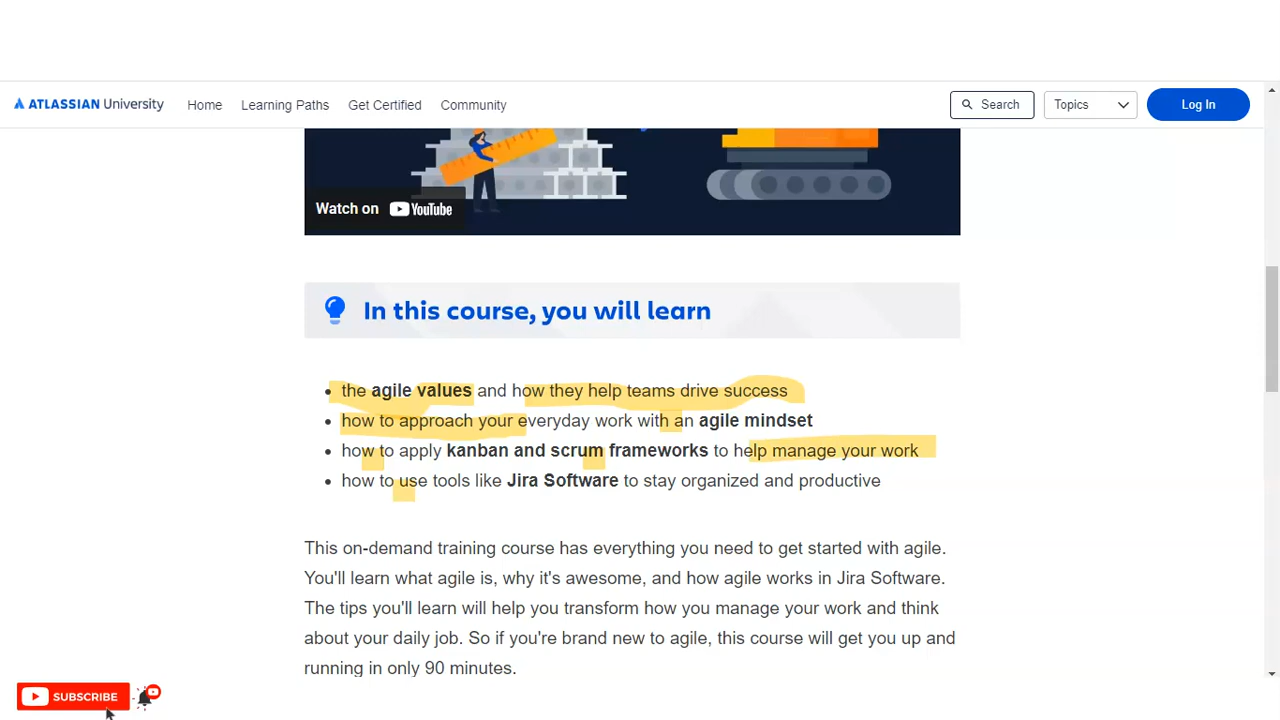 ATLASSIAN University Home Learning Paths Get Certified Community Search Topics Log In
Watch on YouTube
In this course, you will learn
• the agile values and how they help teams drive success
• how to approach your everyday work with an agile mindset
• how to apply kanban and scrum frameworks to help manage your work
• how to use tools like Jira Software to stay organized and productive
This on-demand training course has everything you need to get started with agile.
You'll learn what agile is, why it's awesome, and how agile works in Jira Software.
The tips you'll learn will help you transform how you manage your work and think
about your daily job. So if you're brand new to agile, this course will get you up and
running in only 90 minutes.
SUBSCRIBE